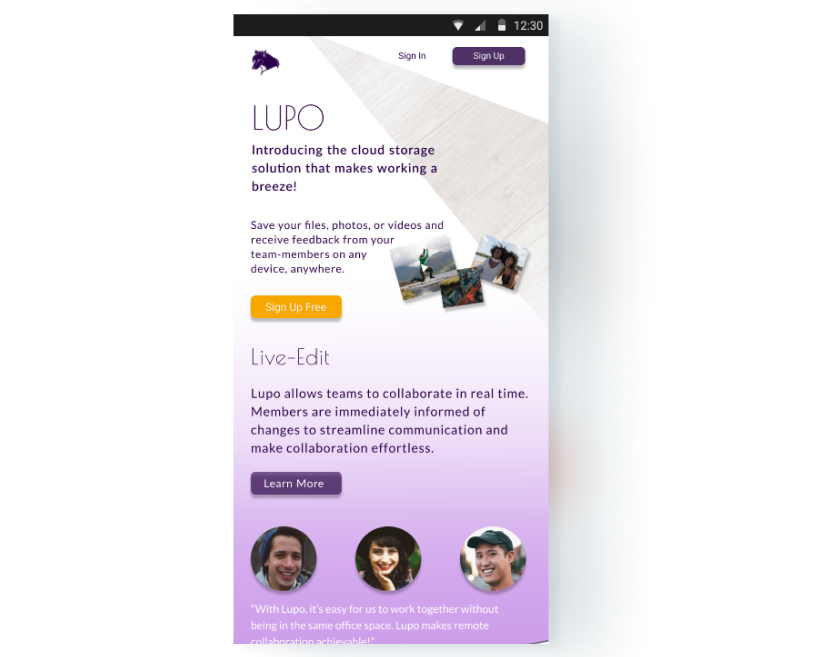 12:30
Sign In
Sign Up
LUPO
Introducing the cloud storage
solution that makes working a
breeze!
Save your files, photos, or videos and
receive feedback from your
team-members on any
device, anywhere.
Sign Up Free
Live-Edit
Lupo allows teams to collaborate in real time.
Members are immediately informed of
changes to streamline communication and
make collaboration effortless.
Learn More
“With Lupo, it's easy for us to work together without
being in the same office space. Lupo makes remote
collaboration achievable!”